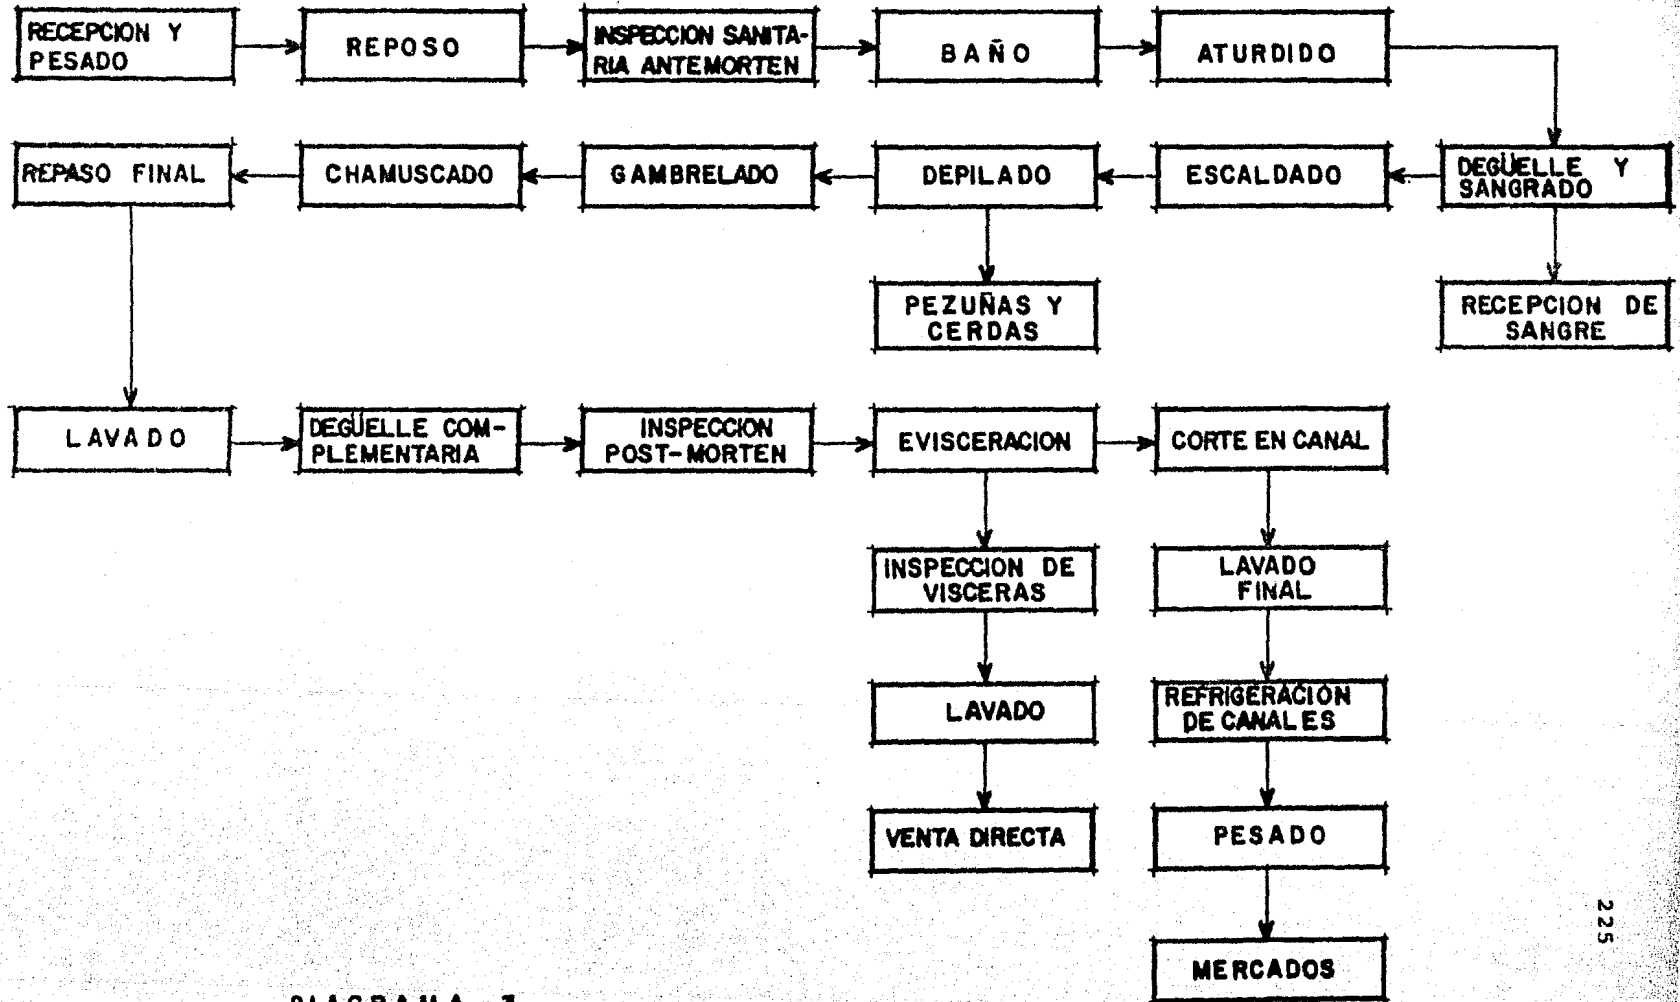 RECEPCION Y
PESADO
REPOSO
INSPECCION SANITA-
RIA ANTEMORTEN
BAÑO
ATURDIDO
REPASO FINAL
CHAMUSCADO
GAMBRELADO
DEPILADO
ESCALDADO
DEGÜELLE Y
SANGRADO
PEZUÑAS Y
CERDAS
RECEPCION DE
SANGRE
LAVADO
DEGÜELLE COM-
PLEMENTARIA
INSPECCION
POST-MORTEN
EVISCERACION
CORTE EN CANAL
INSPECCION DE
VISCERAS
LAVADO
FINAL
LAVADO
REFRIGERACION
DE CANALES
VENTA DIRECTA
PESADO
225
MERCADOS
DIAGRAMA